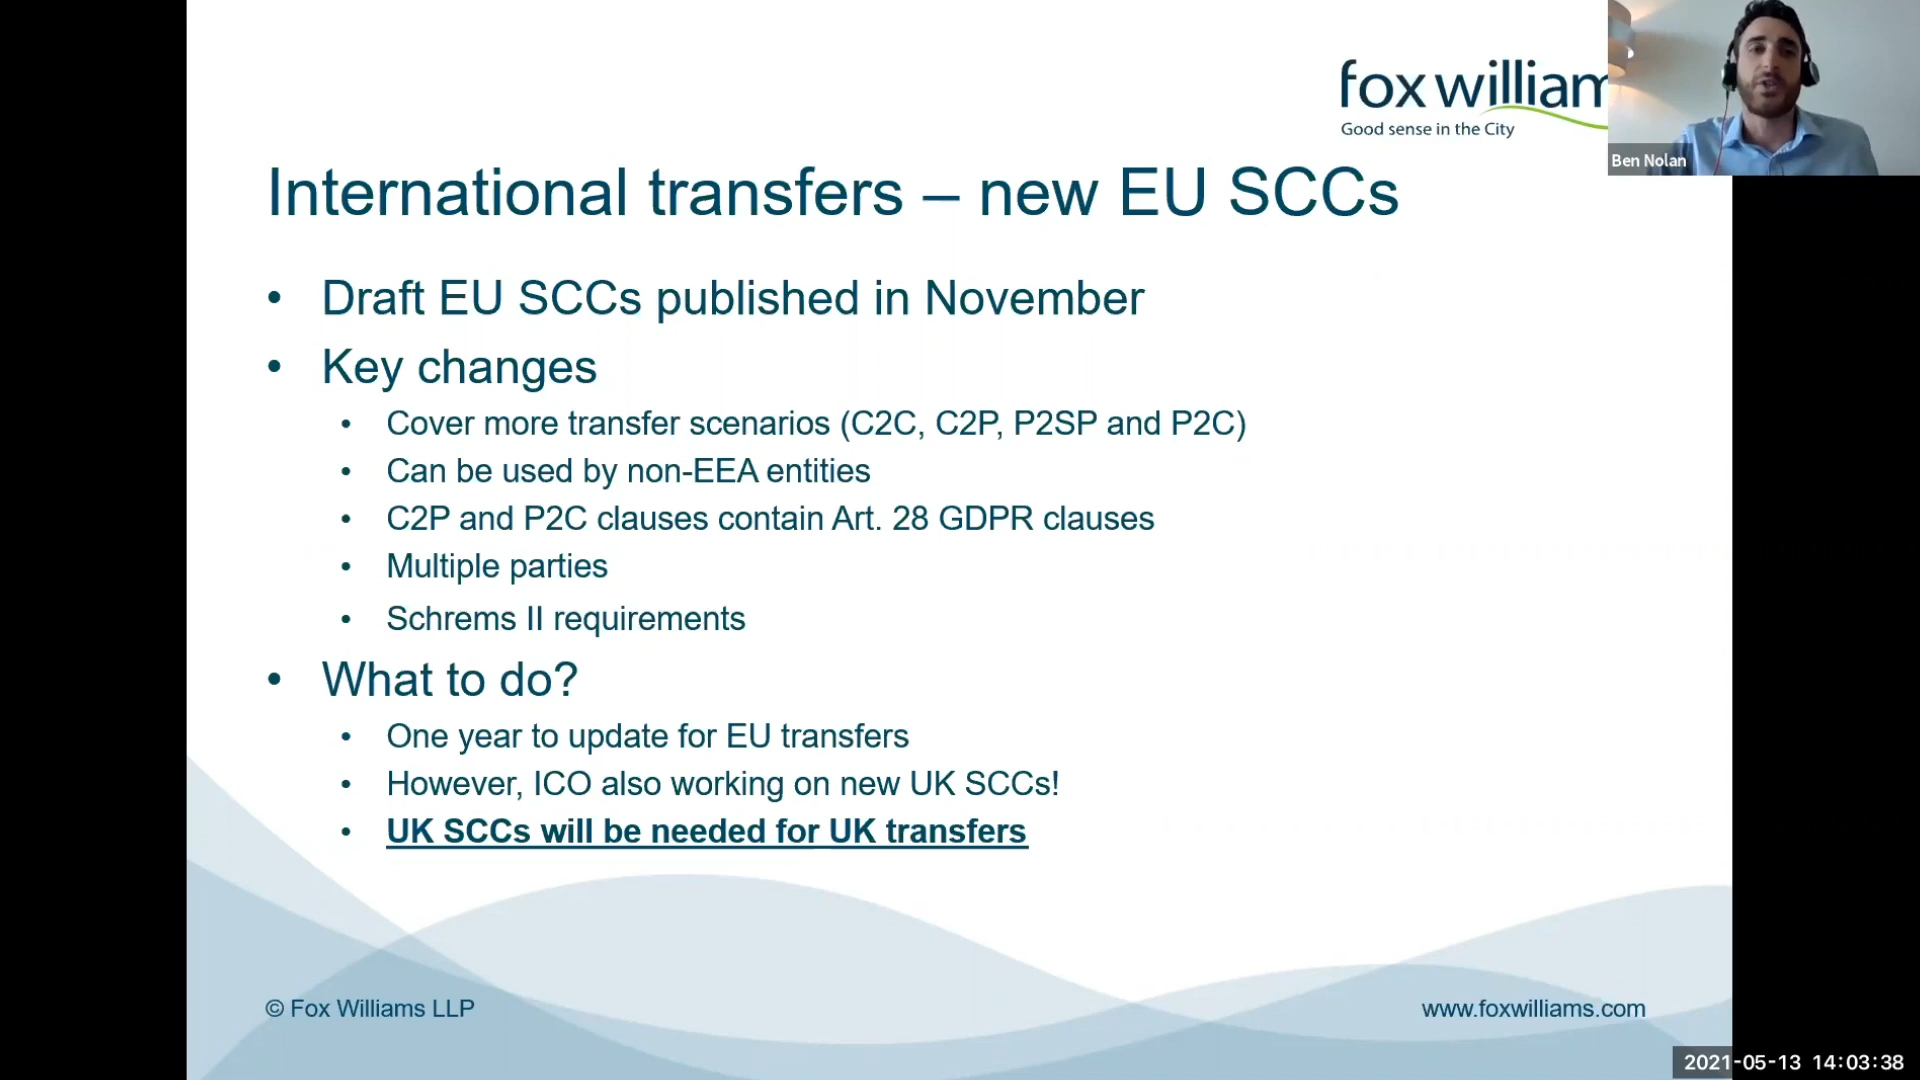 fox william
Good sense in the City
Ben Nolan
International transfers – new EU SCCs
• Draft EU SCCs published in November
• Key changes
• Cover more transfer scenarios (C2C, C2P, P2SP and P2C)
• Can be used by non-EEA entities
• C2P and P2C clauses contain Art. 28 GDPR clauses
• Multiple parties
• Schrems II requirements
• What to do?
• One year to update for EU transfers
• However, ICO also working on new UK SCCs!
• UK SCCs will be needed for UK transfers
© Fox Williams LLP
www.foxwilliams.com
2021-05-13 14:03:38